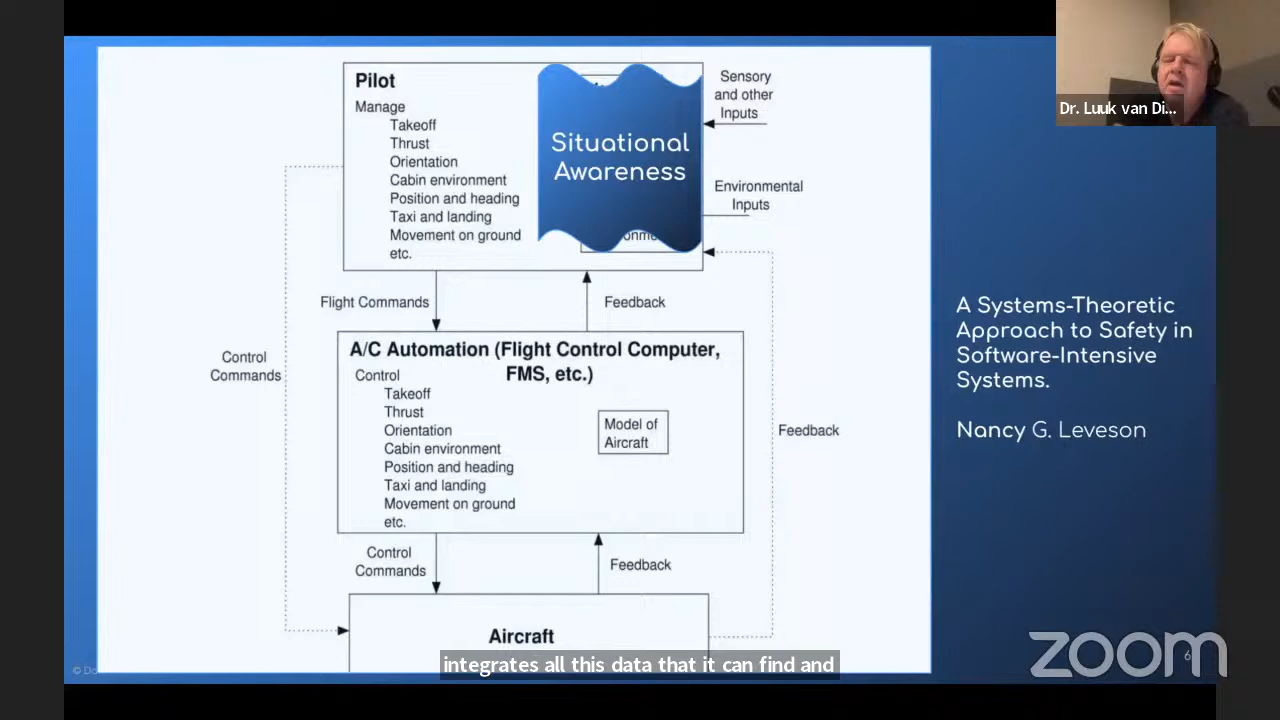 Pilot
Manage
Takeoff
Thrust
Orientation
Cabin environment
Position and heading
Taxi and landing
Movement on ground
etc.
Situational
Awareness
Sensory
and other
Inputs
Environmental
Inputs
Flight Commands
Feedback
Control
Commands
A/C Automation (Flight Control Computer,
FMS, etc.)
Control
Takeoff
Thrust
Orientation
Cabin environment
Position and heading
Taxi and landing
Movement on ground
etc.
Model of
Aircraft
Feedback
Control
Commands
Feedback
Aircraft
A Systems-Theoretic
Approach to Safety in
Software-Intensive
Systems.
Nancy G. Leveson
Dr. Luuk van Di...
integrates all this data that it can find and
zoom
6